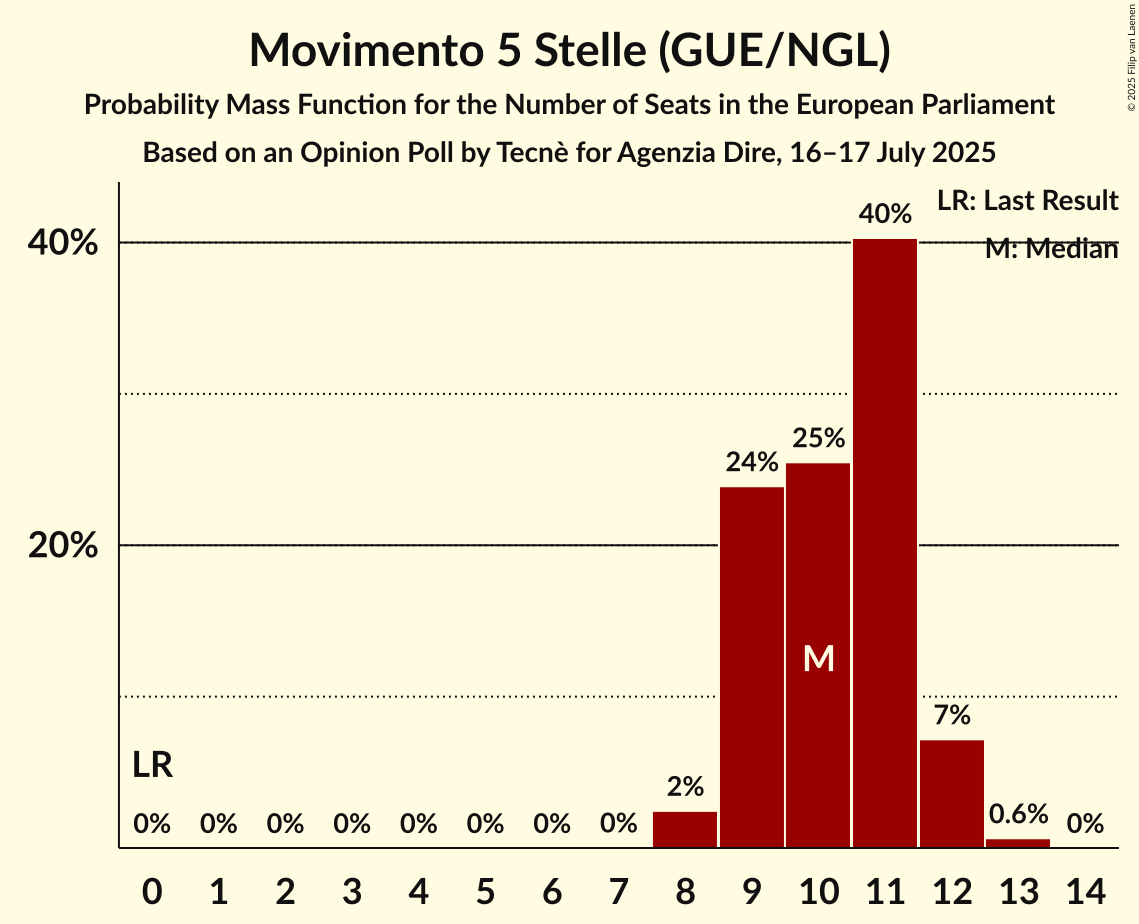 Movimento 5 Stelle (GUE/NGL)
Probability Mass Function for the Number of Seats in the European Parliament
Based on an Opinion Poll by Tecnè for Agenzia Dire, 16–17 July 2025
© 2025 Filip van Laenen
LR: Last Result
M: Median
40%
20%
40%
25%
24%
M
7%
LR
2%
0.6%
0% 0% 0% 0% 0% 0% 0% 0% 0%
0 1 2 3 4 5 6 7 8 9 10 11 12 13 14